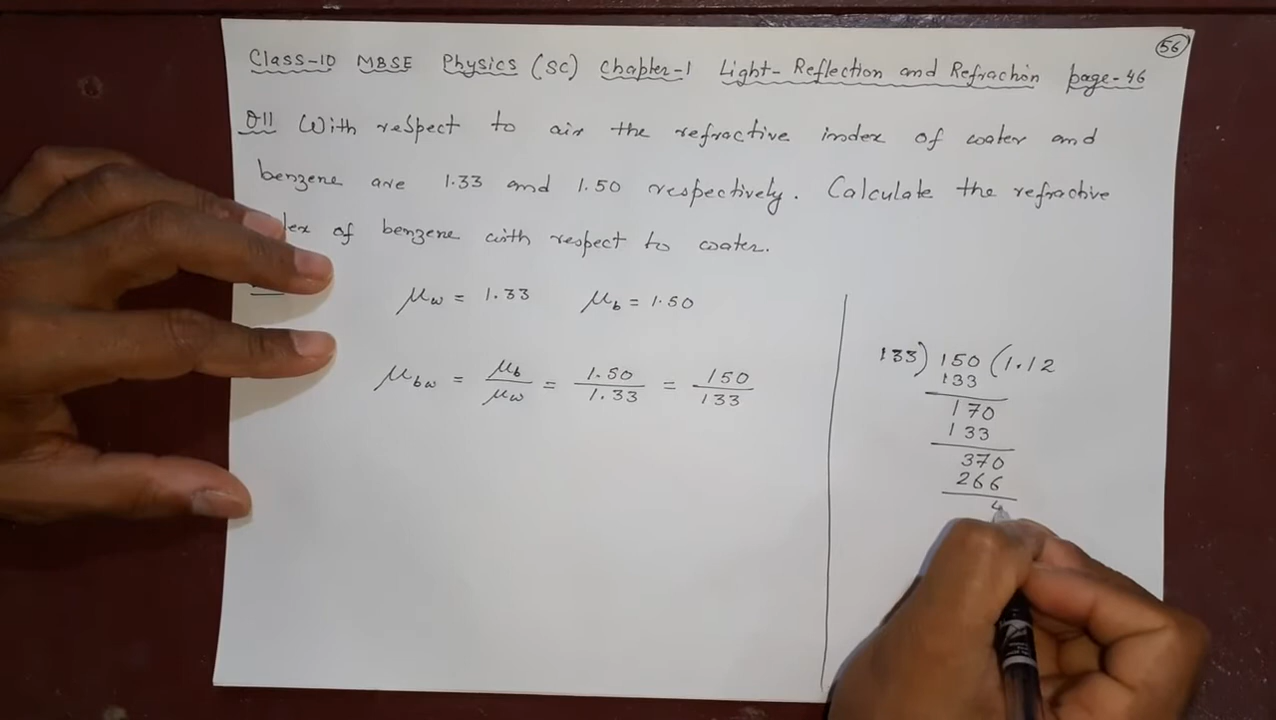 56
Class-10 MBSE Physics (SC) Chapter-1 Light-Reflection and Refraction page-46
Q11 With respect to air the refractive index of water and
benzene are 1.33 and 1.50 respectively. Calculate the refractive
of benzene with respect to water.
μw = 1.33 μb = 1.50
μbw = μb/μw = 1.50/1.33 = 150/133
133) 150 (1.12
133
170
133
370
266
4